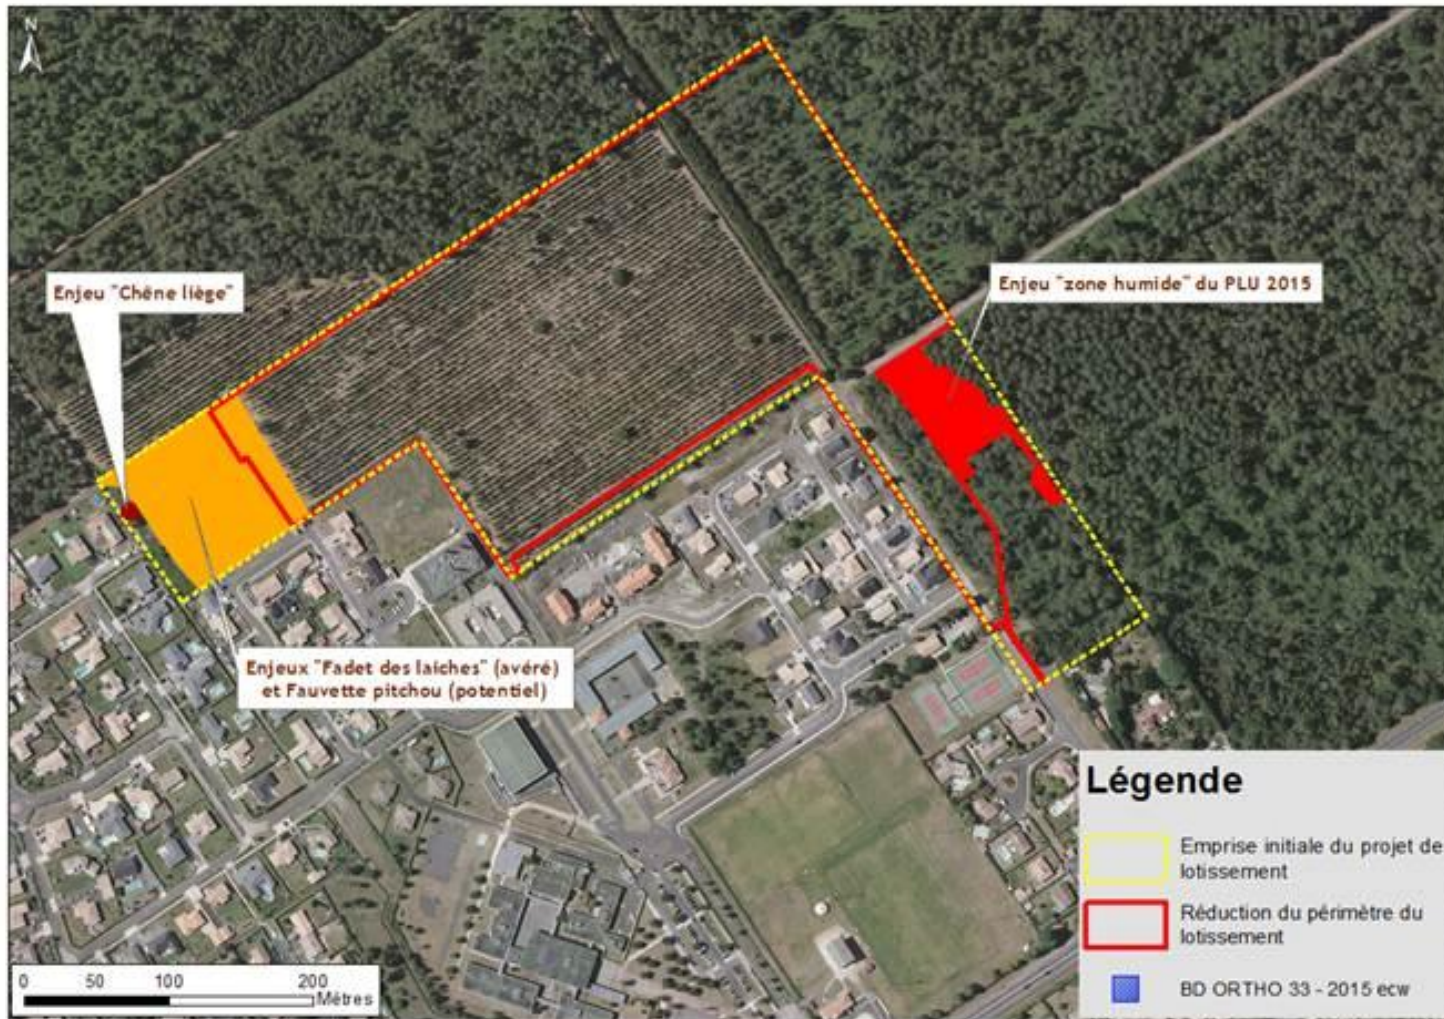 N
Enjeu "Chêne liège"
Enjeu "zone humide" du PLU 2015
Enjeux "Fadet des laîches" (avéré)
et Fauvette pitchou (potentiel)
Légende
Emprise initiale du projet de
lotissement
Réduction du périmètre du
lotissement
BD ORTHO 33 - 2015 ecw
0 50 100 200
Mètres